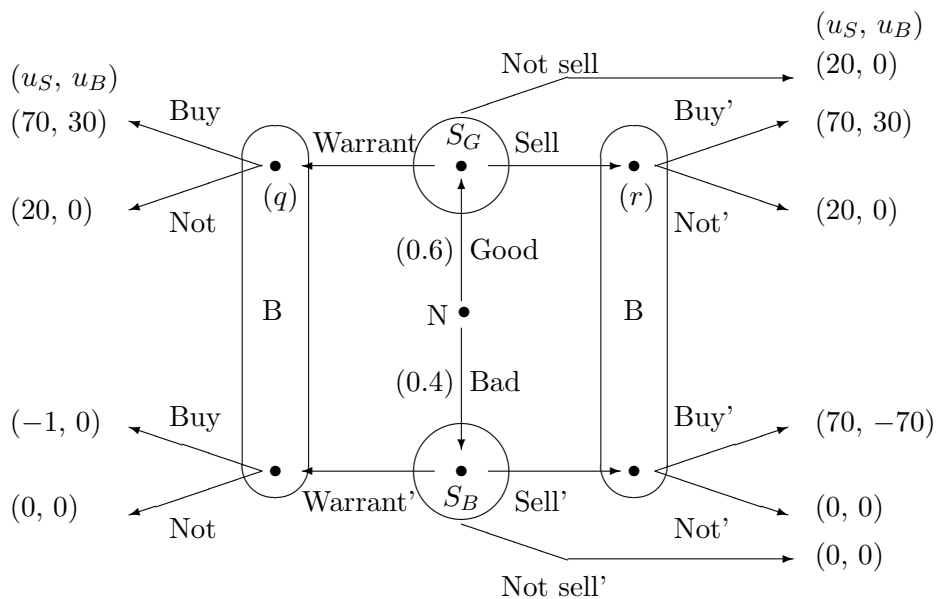 (u_S, u_B)
Not sell
(20, 0)
(u_S, u_B)
Buy
S_G
Buy'
(70, 30)
Warrant
Sell
(70, 30)
(q)
(r)
(20, 0)
Not
Not'
(20, 0)
(0.6) Good
B
N
B
(0.4) Bad
Buy
Buy'
(−1, 0)
(70, −70)
Warrant'
S_B
Sell'
(0, 0)
Not
Not'
(0, 0)
(0, 0)
Not sell'